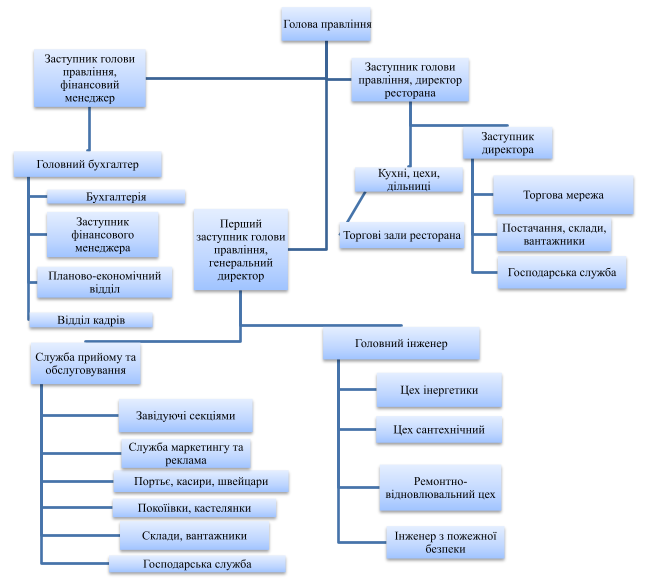 Голова правління
Заступник голови
правління,
фінансовий
менеджер
Заступник голови
правління, директор
ресторана
Головний бухгалтер
Бухгалтерія
Заступник
фінансового
менеджера
Планово-економічний
відділ
Відділ кадрів
Кухні, цехи,
дільниці
Торгові зали ресторана
Заступник
директора
Торгова мережа
Постачання, склади,
вантажники
Господарська служба
Перший
заступник голови
правління,
генеральний
директор
Служба прийому та
обслуговування
Завідуючі секціями
Служба маркетингу та
реклама
Портьє, касири, швейцари
Покоївки, кастелянки
Склади, вантажники
Господарська служба
Головний інженер
Цех інергетики
Цех сантехнічний
Ремонтно-
відновлювальний цех
Інженер з пожежної
безпеки